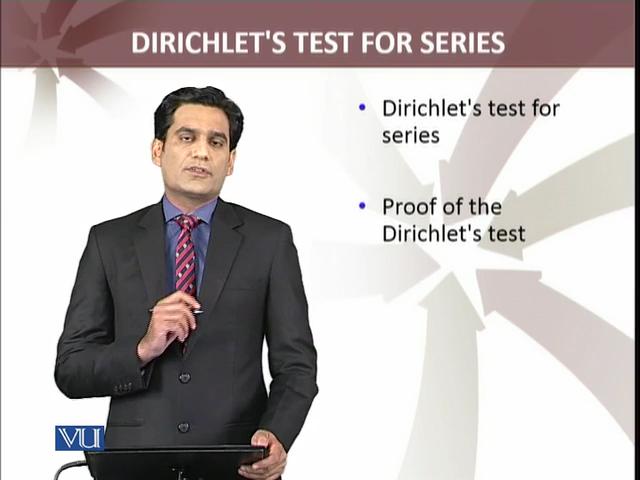 DIRICHLET'S TEST FOR SERIES
• Dirichlet's test for
series
• Proof of the
Dirichlet's test
VU